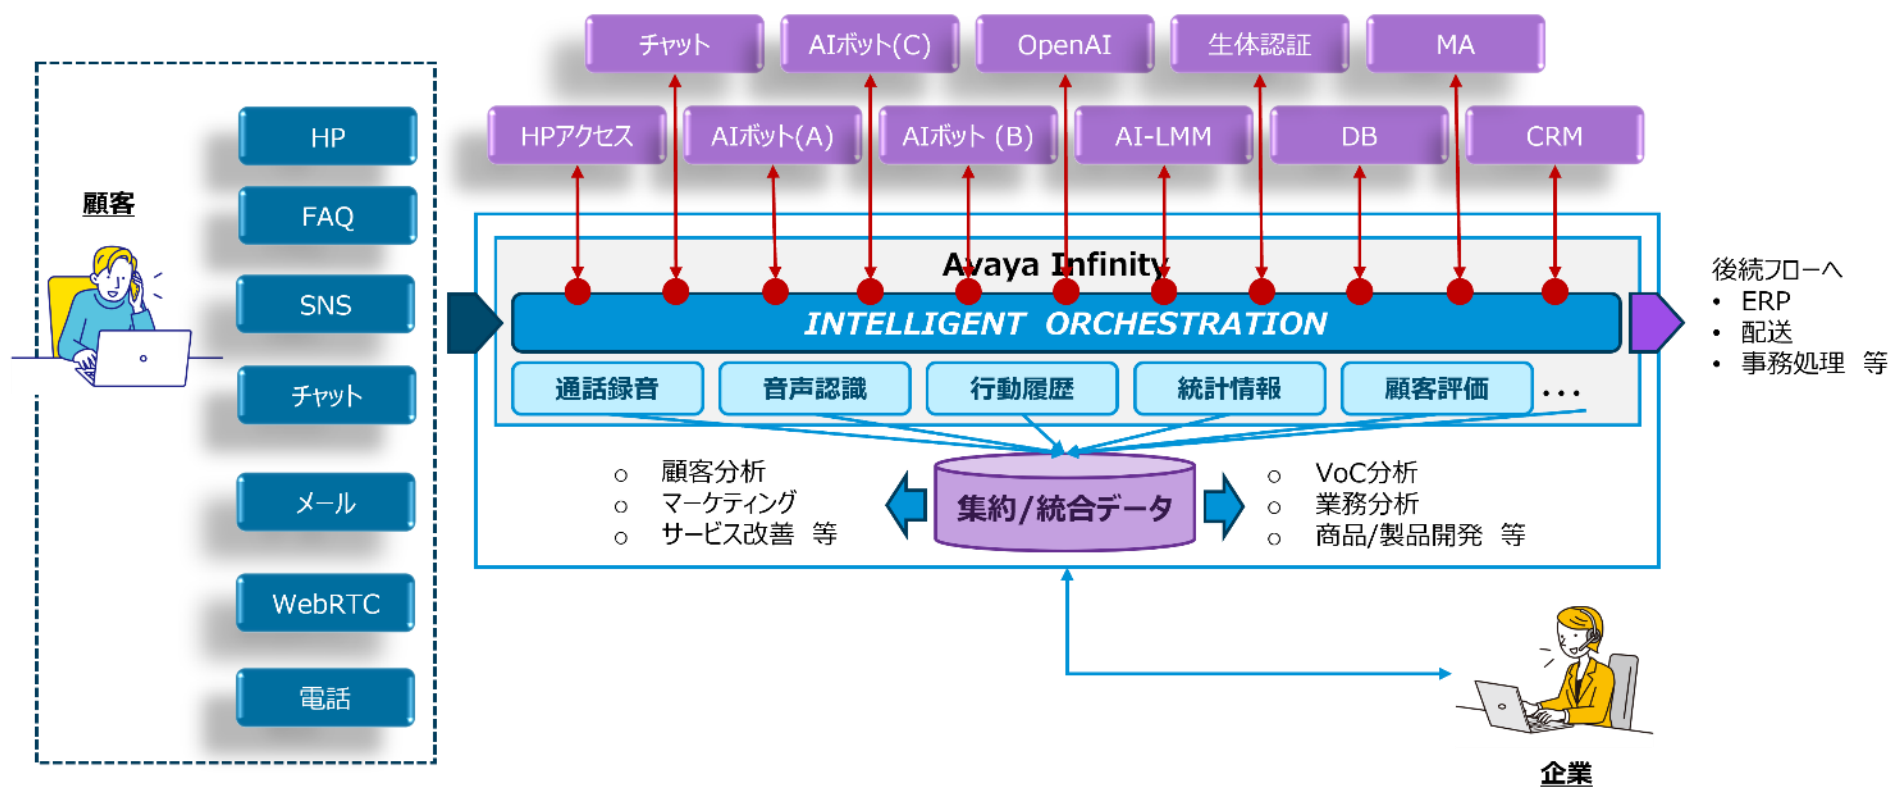 チャット
AIボット(C)
OpenAI
生体認証
MA
HPアクセス
AIボット(A)
AIボット (B)
AI-LMM
DB
CRM
顧客
HP
FAQ
SNS
チャット
メール
WebRTC
電話
Avaya Infinity
INTELLIGENT ORCHESTRATION
通話録音
音声認識
行動履歴
統計情報
顧客評価
・・・
○ 顧客分析
○ マーケティング
○ サービス改善 等
集約/統合データ
○ VoC分析
○ 業務分析
○ 商品/製品開発 等
後続フローへ
• ERP
• 配送
• 事務処理 等
企業